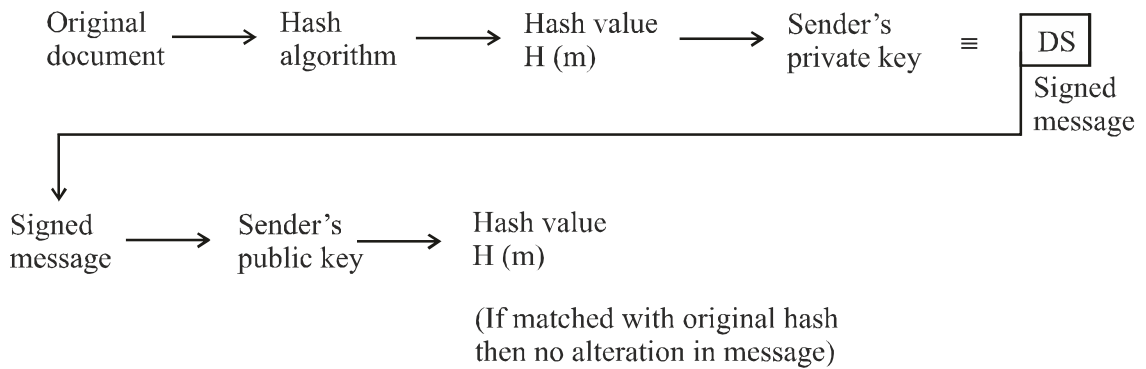 Original
document
Hash
algorithm
Hash value
H (m)
Sender's
private key
≡
DS
Signed
message
Signed
message
Sender's
public key
Hash value
H (m)
(If matched with original hash
then no alteration in message)